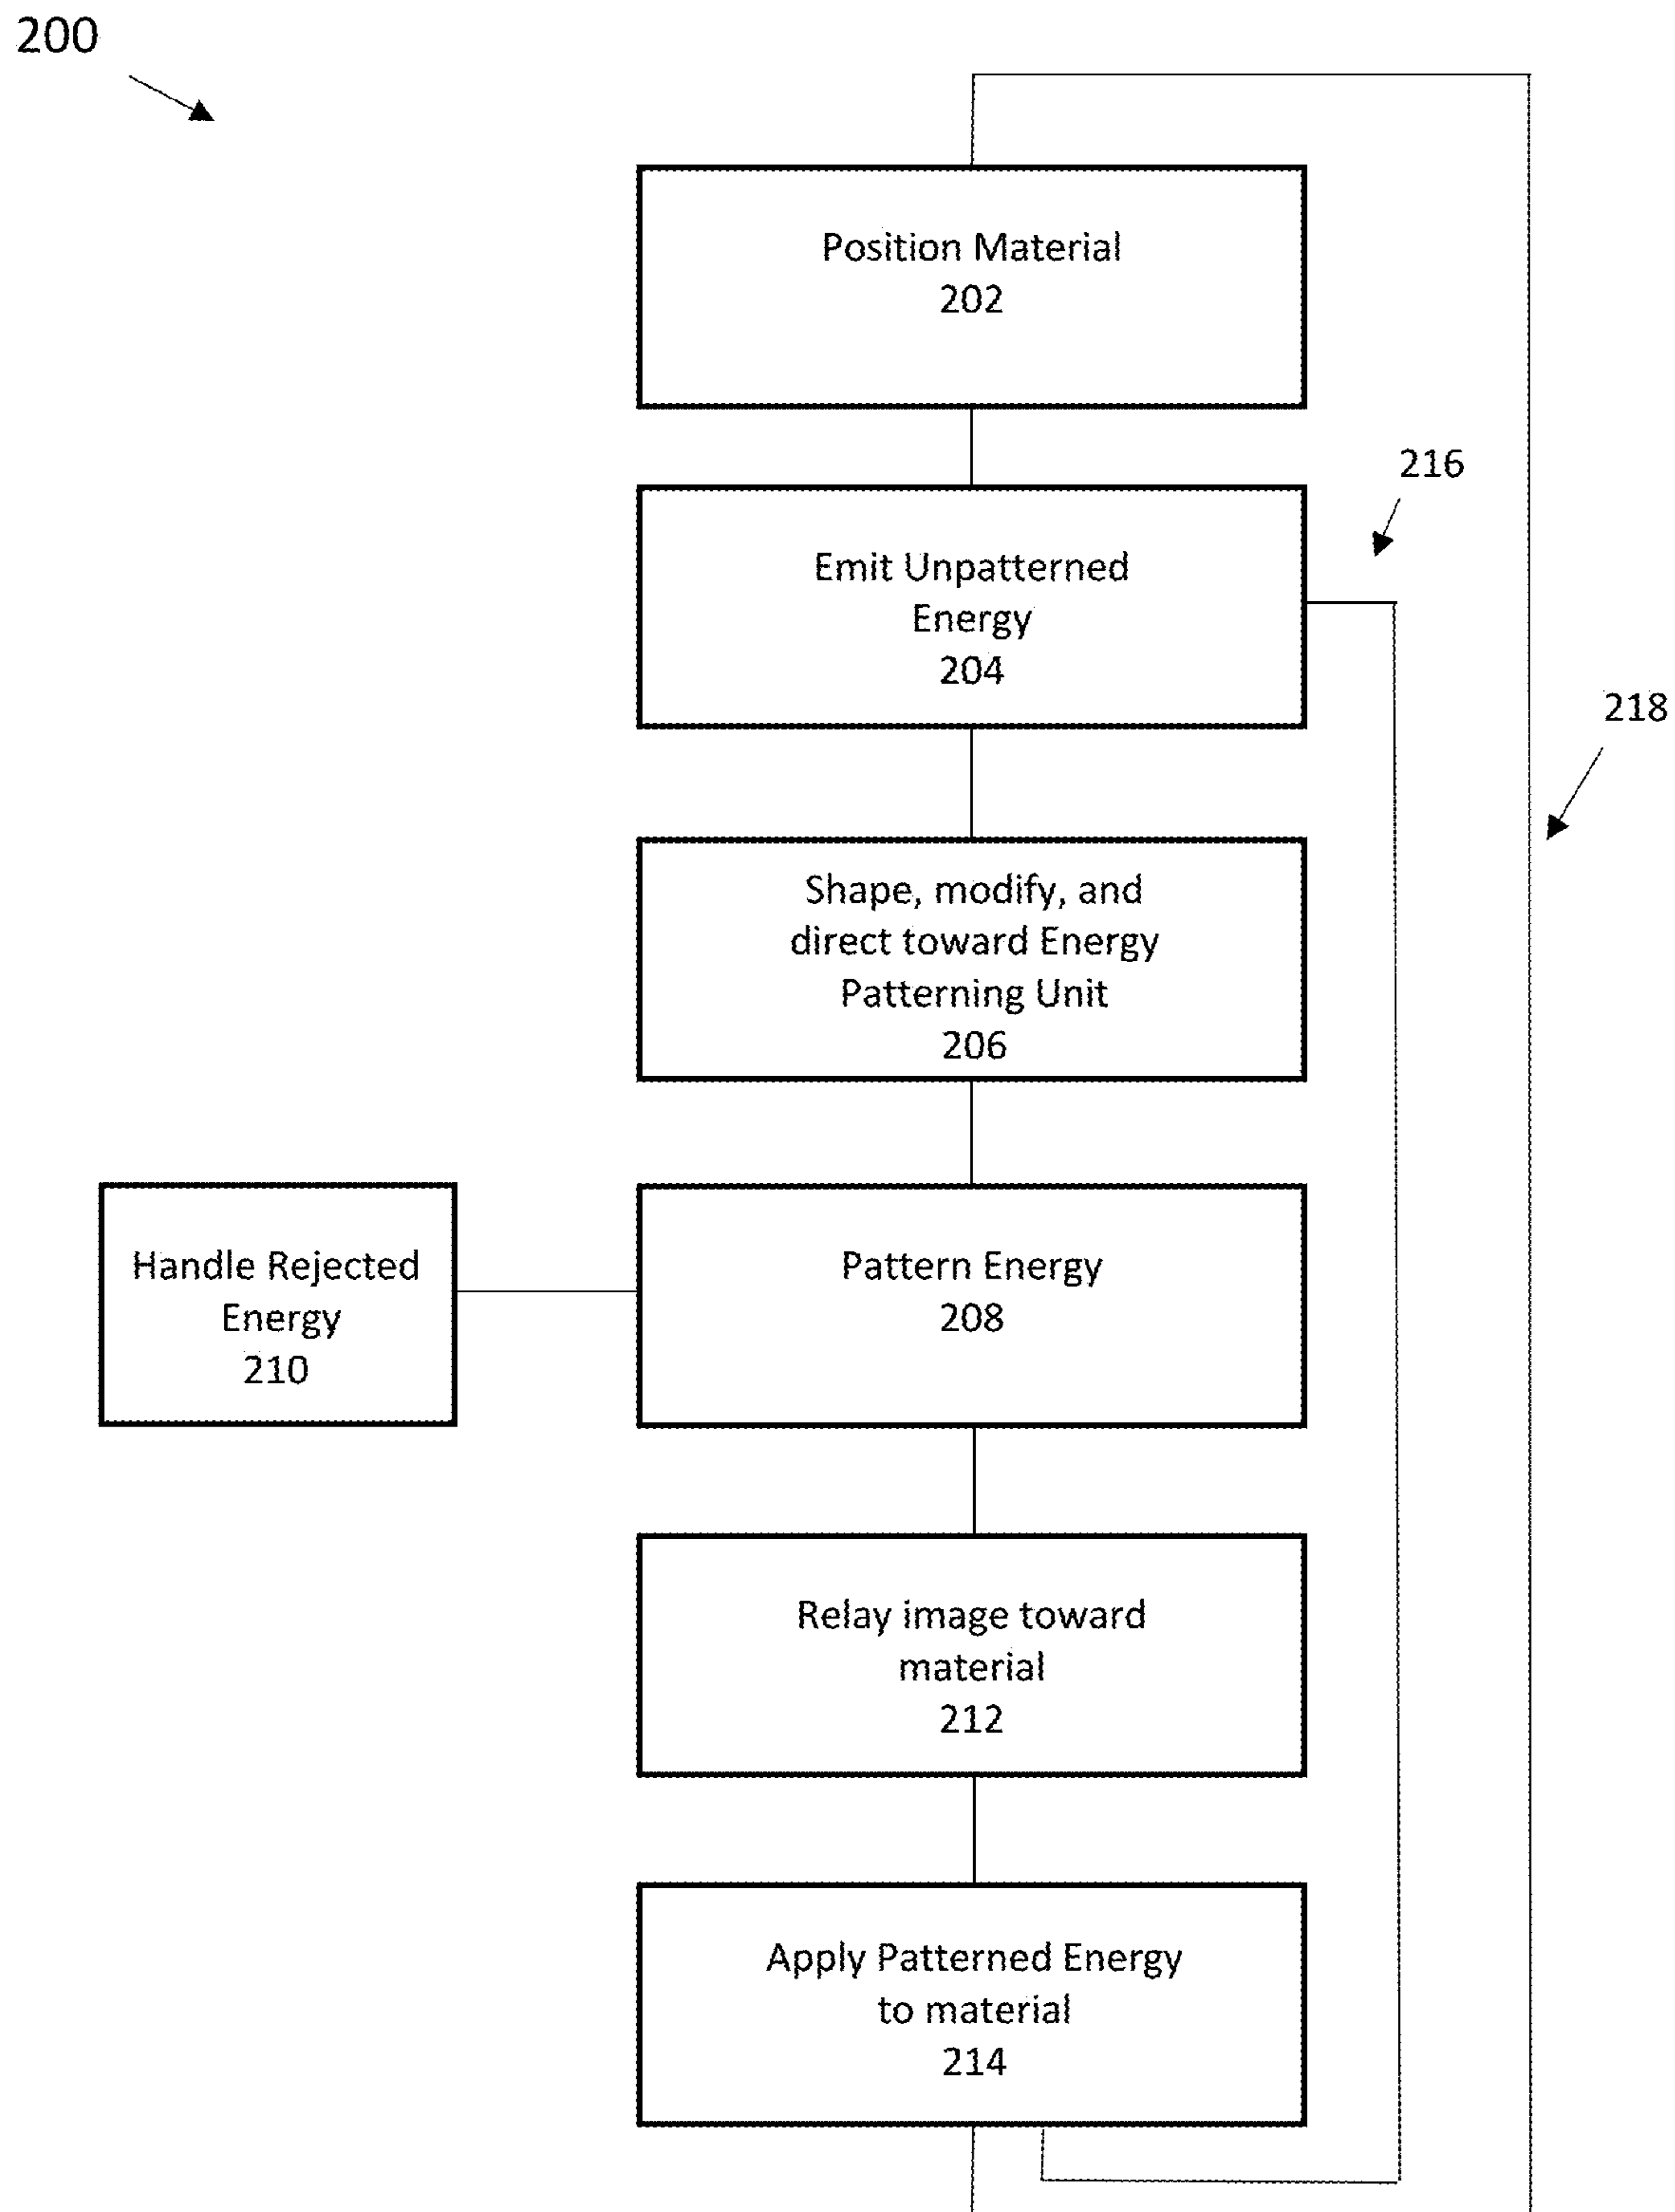 200
Position Material
202
216
Emit Unpatterned
Energy
204
218
Shape, modify, and
direct toward Energy
Patterning Unit
206
Handle Rejected
Energy
210
Pattern Energy
208
Relay image toward
material
212
Apply Patterned Energy
to material
214